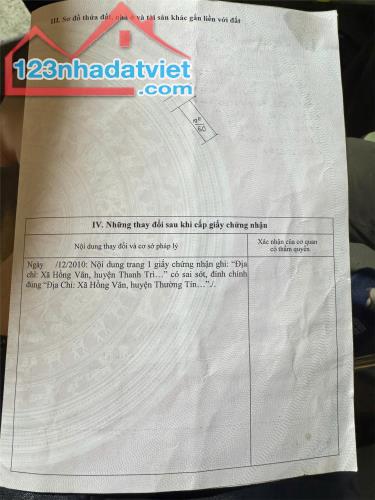 III. Sơ đồ thửa đất, nhà ở và tài sản khác gắn liền với đất
123nhadatviet.com
60
IV. Những thay đổi sau khi cấp giấy chứng nhận
Nội dung thay đổi và cơ sở pháp lý
Xác nhận của cơ quan
có thẩm quyền
Ngày /12/2010: Nội dung trang 1 giấy chứng nhận ghi: “Địa
chỉ: Xã Hồng Vân, huyện Thanh Trì…” có sai sót, đính chính
đúng “Địa Chỉ: Xã Hồng Vân, huyện Thường Tín…”./.